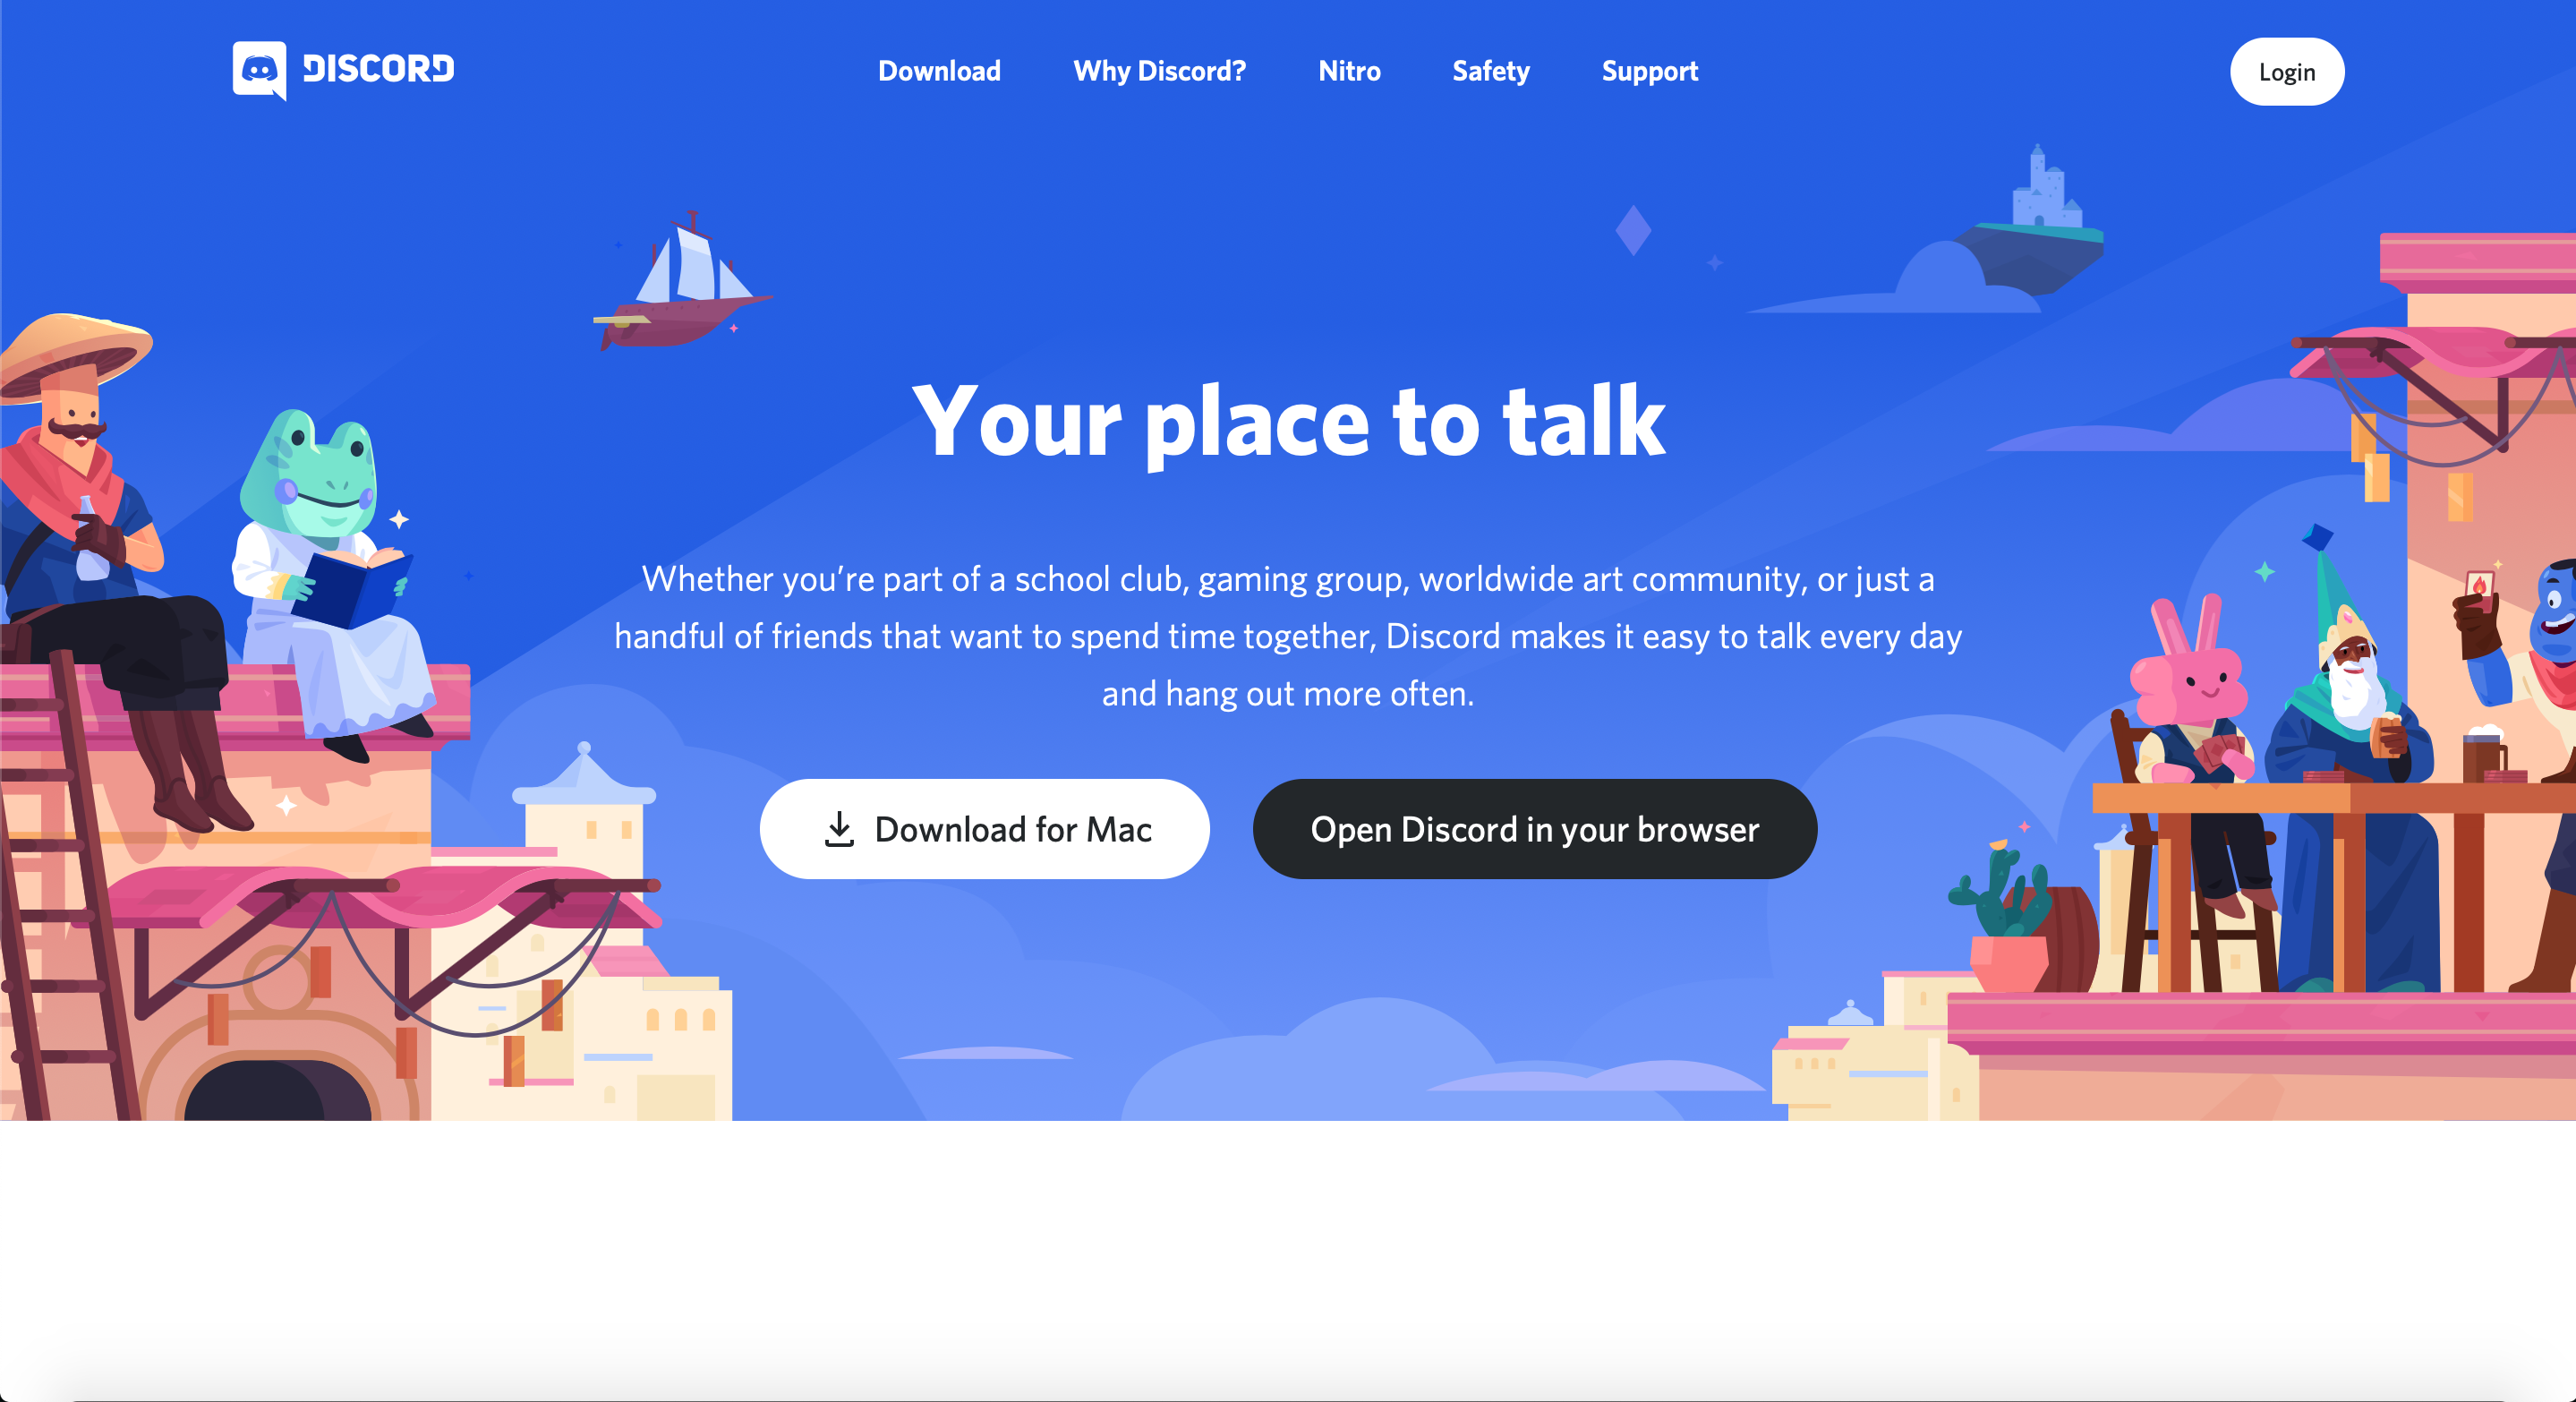 DISCORD
Download
Why Discord?
Nitro
Safety
Support
Login
Your place to talk
Whether you’re part of a school club, gaming group, worldwide art community, or just a
handful of friends that want to spend time together, Discord makes it easy to talk every day
and hang out more often.
Download for Mac
Open Discord in your browser